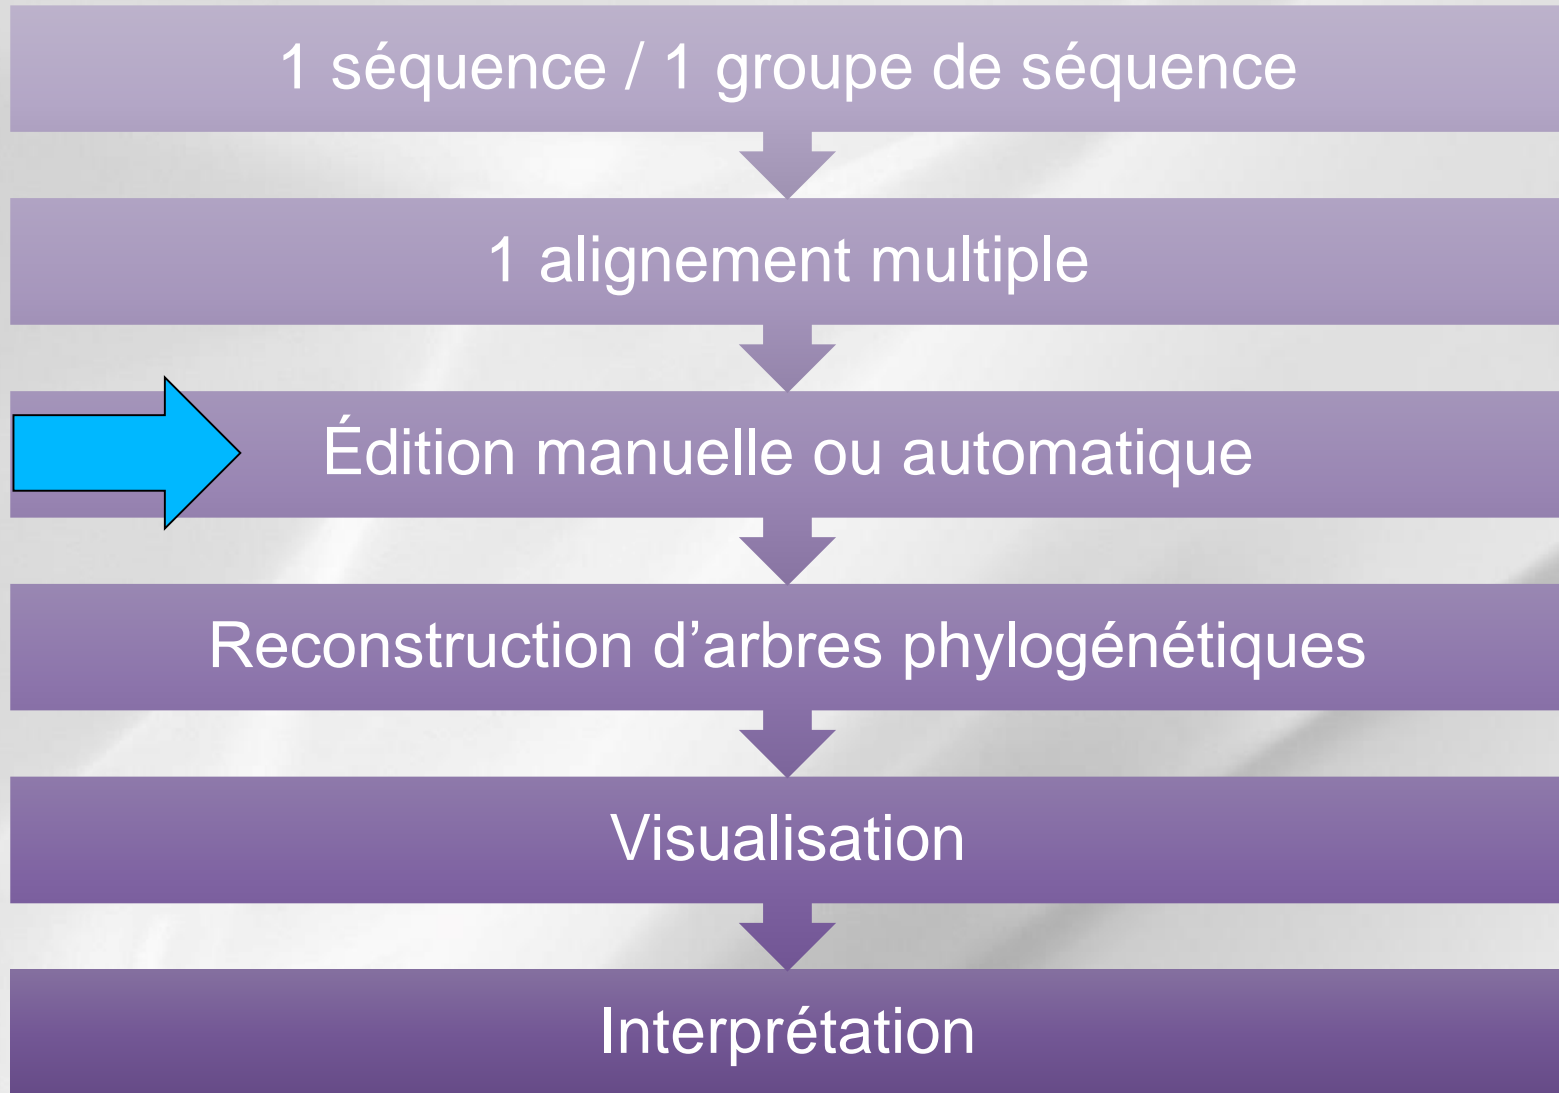 1 séquence / 1 groupe de séquence
1 alignement multiple
Édition manuelle ou automatique
Reconstruction d’arbres phylogénétiques
Visualisation
Interprétation